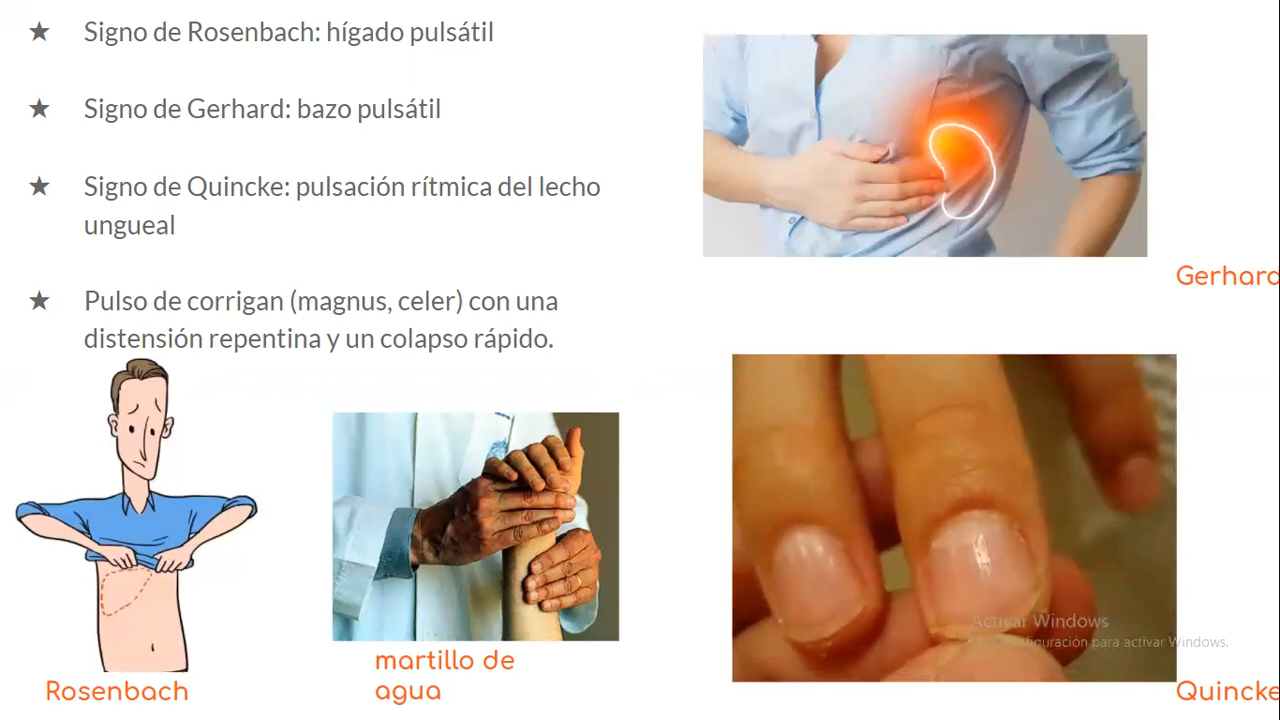 ★ Signo de Rosenbach: hígado pulsátil
★ Signo de Gerhard: bazo pulsátil
★ Signo de Quincke: pulsación rítmica del lecho
ungueal
★ Pulso de corrigan (magnus, celer) con una
distensión repentina y un colapso rápido.
Gerhard
martillo de
agua
Rosenbach
Quincke
Activar Windows
figuración para activar Windows.